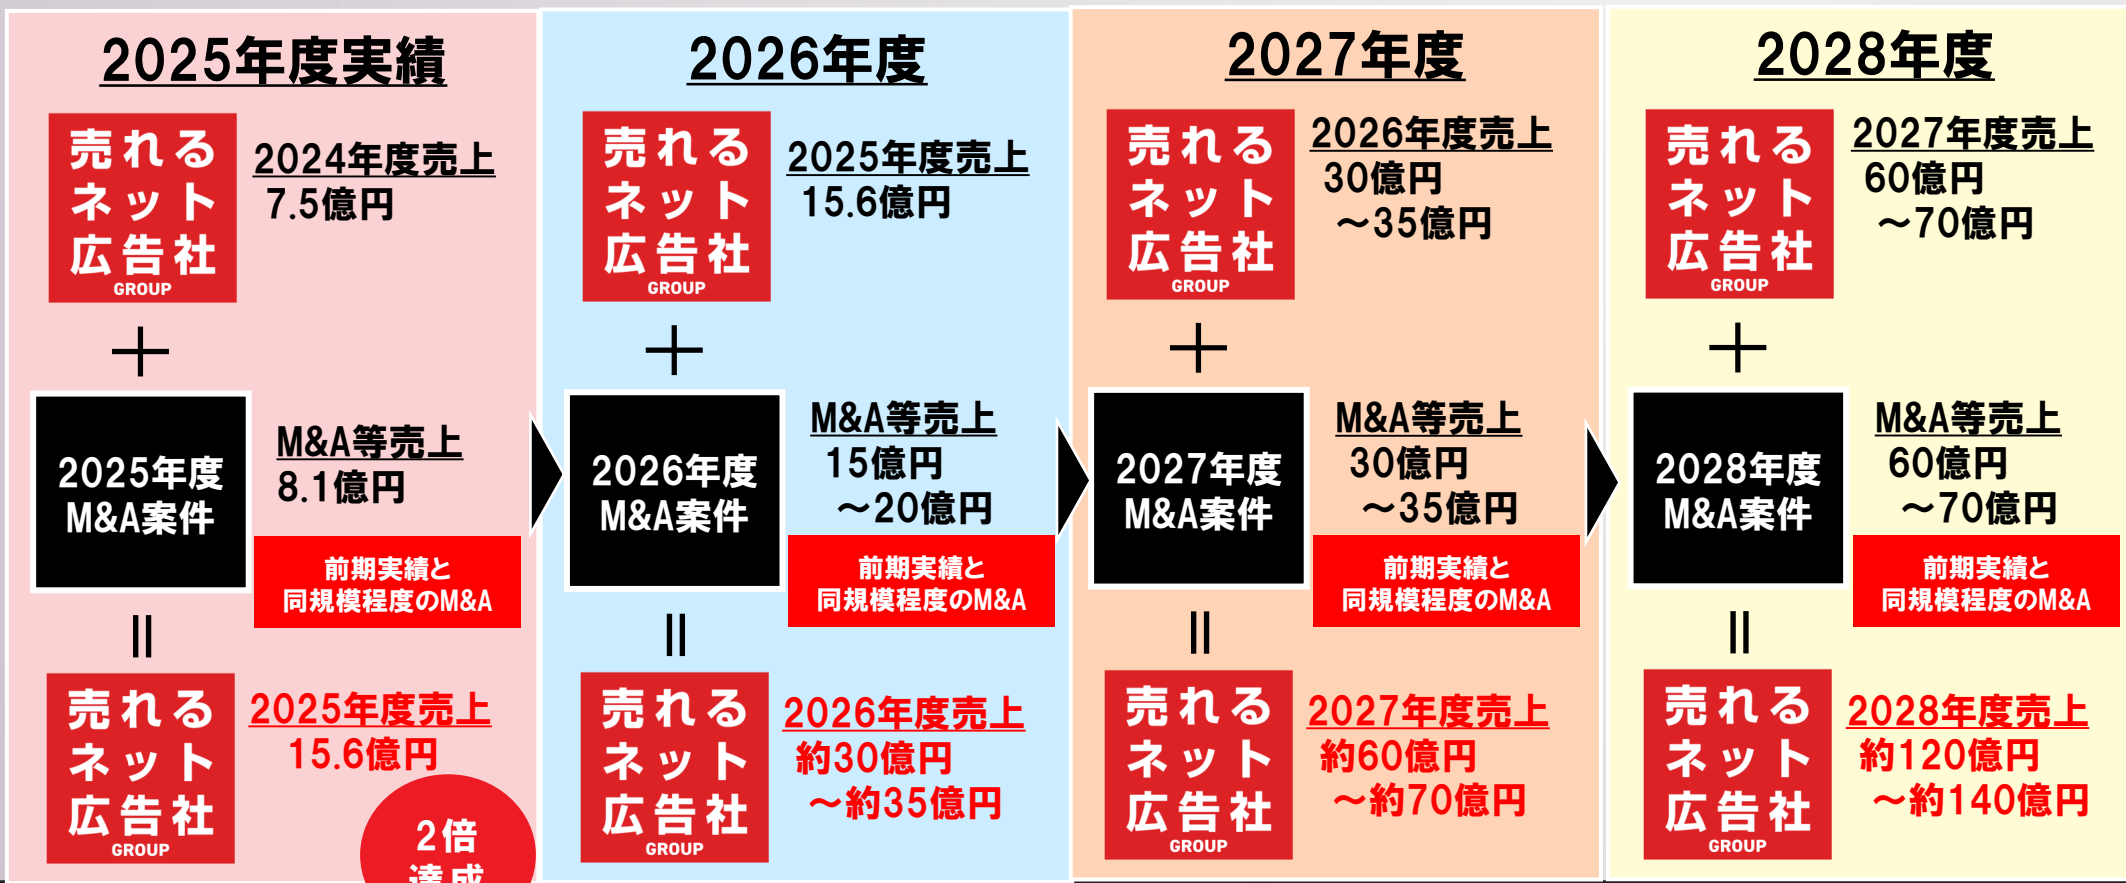 2025年度実績
売れる
ネット
広告社
GROUP
2024年度売上
7.5億円
＋
2025年度
M&A案件
M&A等売上
8.1億円
前期実績と
同規模程度のM&A
＝
売れる
ネット
広告社
GROUP
2025年度売上
15.6億円
2倍
達成
2026年度
売れる
ネット
広告社
GROUP
2025年度売上
15.6億円
＋
2026年度
M&A案件
M&A等売上
15億円
～20億円
前期実績と
同規模程度のM&A
＝
売れる
ネット
広告社
GROUP
2026年度売上
約30億円
～約35億円
2027年度
売れる
ネット
広告社
GROUP
2026年度売上
30億円
～35億円
＋
2027年度
M&A案件
M&A等売上
30億円
～35億円
前期実績と
同規模程度のM&A
＝
売れる
ネット
広告社
GROUP
2027年度売上
約60億円
～約70億円
2028年度
売れる
ネット
広告社
GROUP
2027年度売上
60億円
～70億円
＋
2028年度
M&A案件
M&A等売上
60億円
～70億円
前期実績と
同規模程度のM&A
＝
売れる
ネット
広告社
GROUP
2028年度売上
約120億円
～約140億円